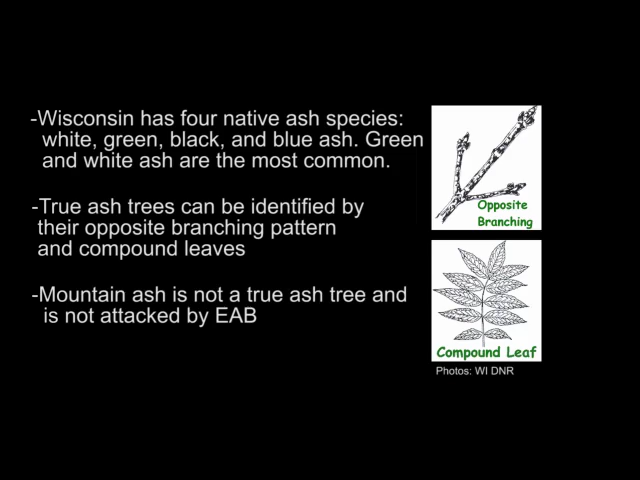 -Wisconsin has four native ash species:
white, green, black, and blue ash. Green
and white ash are the most common.
-True ash trees can be identified by
their opposite branching pattern
and compound leaves
-Mountain ash is not a true ash tree and
is not attacked by EAB
Opposite
Branching
Compound Leaf
Photos: WI DNR